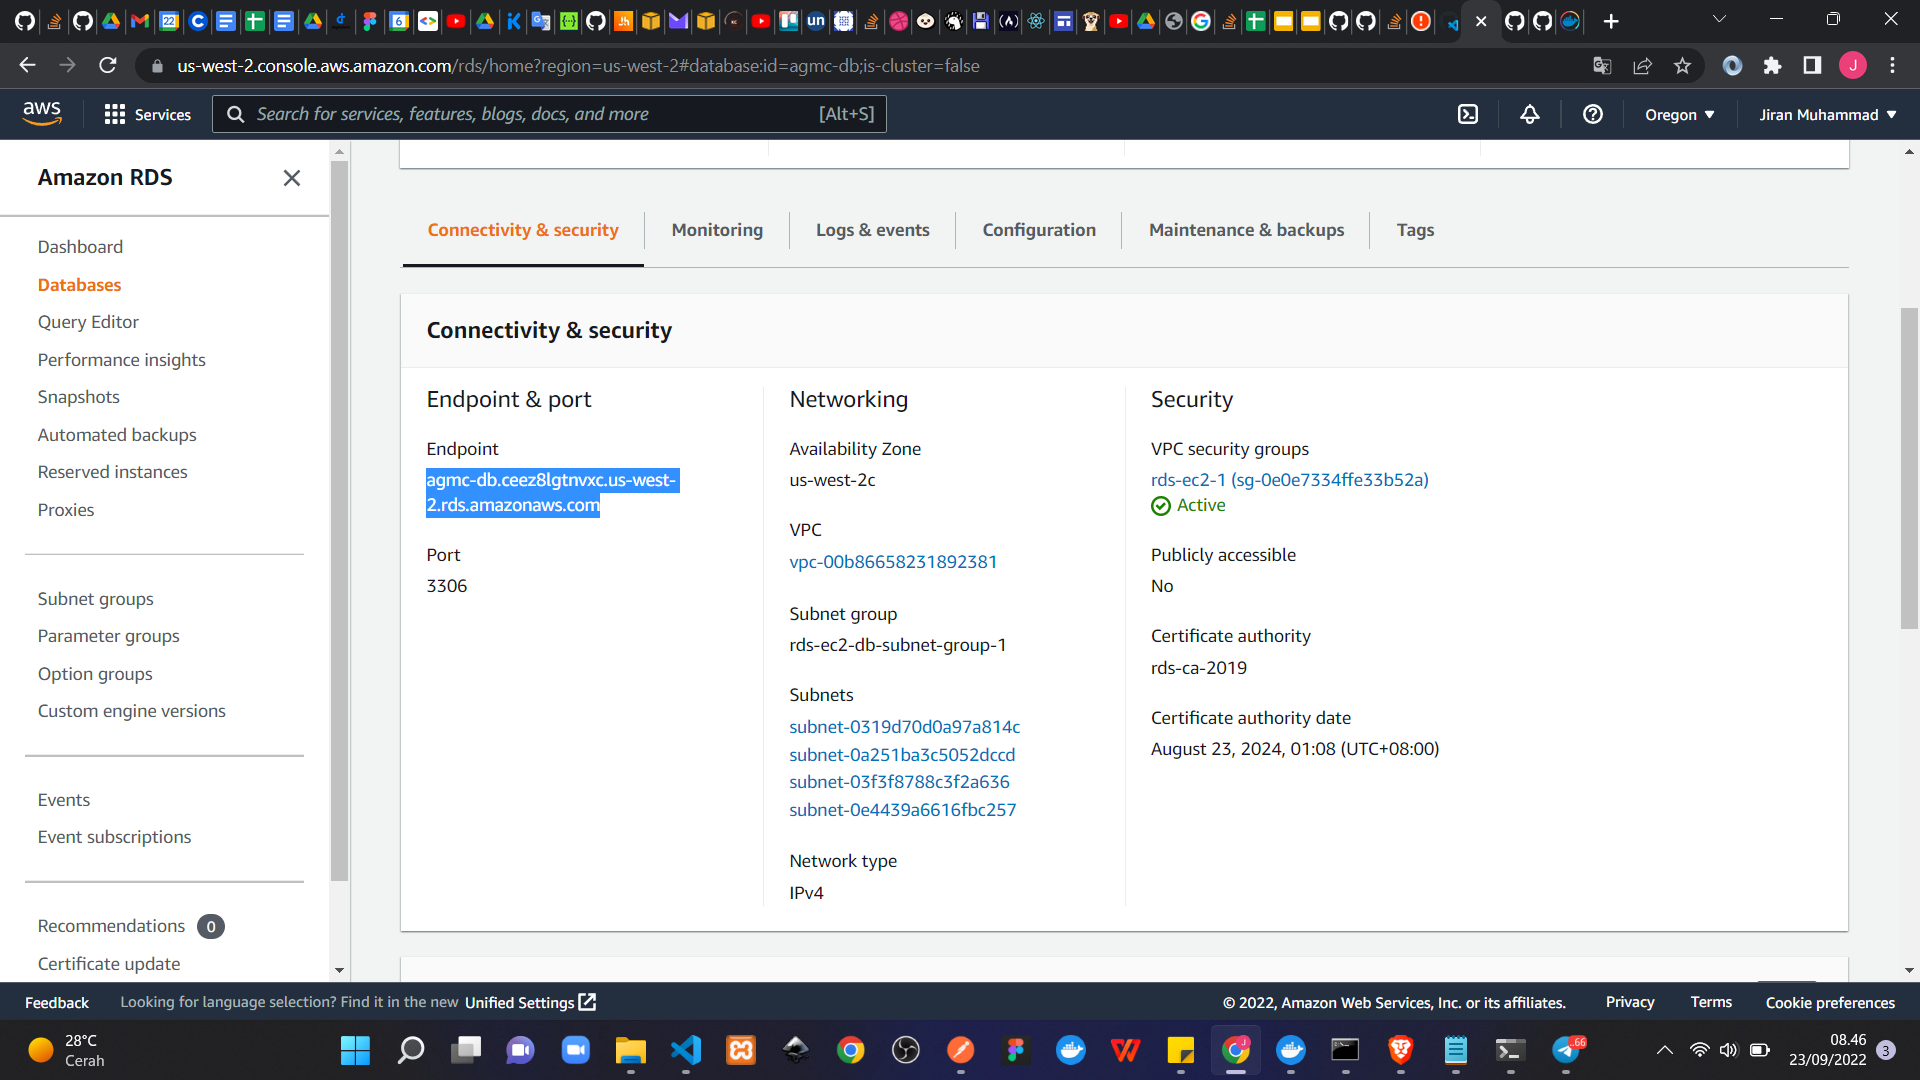 us-west-2.console.aws.amazon.com/rds/home?region=us-west-2#database:id=agmc-db;is-cluster=false
aws
Services
Search for services, features, blogs, docs, and more
[Alt+S]
Oregon
Jiran Muhammad
Amazon RDS
Dashboard
Databases
Query Editor
Performance insights
Snapshots
Automated backups
Reserved instances
Proxies
Subnet groups
Parameter groups
Option groups
Custom engine versions
Events
Event subscriptions
Recommendations 0
Certificate update
Connectivity & security
Monitoring
Logs & events
Configuration
Maintenance & backups
Tags
Connectivity & security
Endpoint & port
Endpoint
agmc-db.ceez8lgtnvxc.us-west-
2.rds.amazonaws.com
Port
3306
Networking
Availability Zone
us-west-2c
VPC
vpc-00b86658231892381
Subnet group
rds-ec2-db-subnet-group-1
Subnets
subnet-0319d70d0a97a814c
subnet-0a251ba3c5052dccd
subnet-03f3f8788c3f2a636
subnet-0e4439a6616fbc257
Network type
IPv4
Security
VPC security groups
rds-ec2-1 (sg-0e0e7334ffe33b52a)
Active
Publicly accessible
No
Certificate authority
rds-ca-2019
Certificate authority date
August 23, 2024, 01:08 (UTC+08:00)
Feedback
Looking for language selection? Find it in the new Unified Settings
© 2022, Amazon Web Services, Inc. or its affiliates.
Privacy
Terms
Cookie preferences
28°C
Cerah
08.46
23/09/2022
3